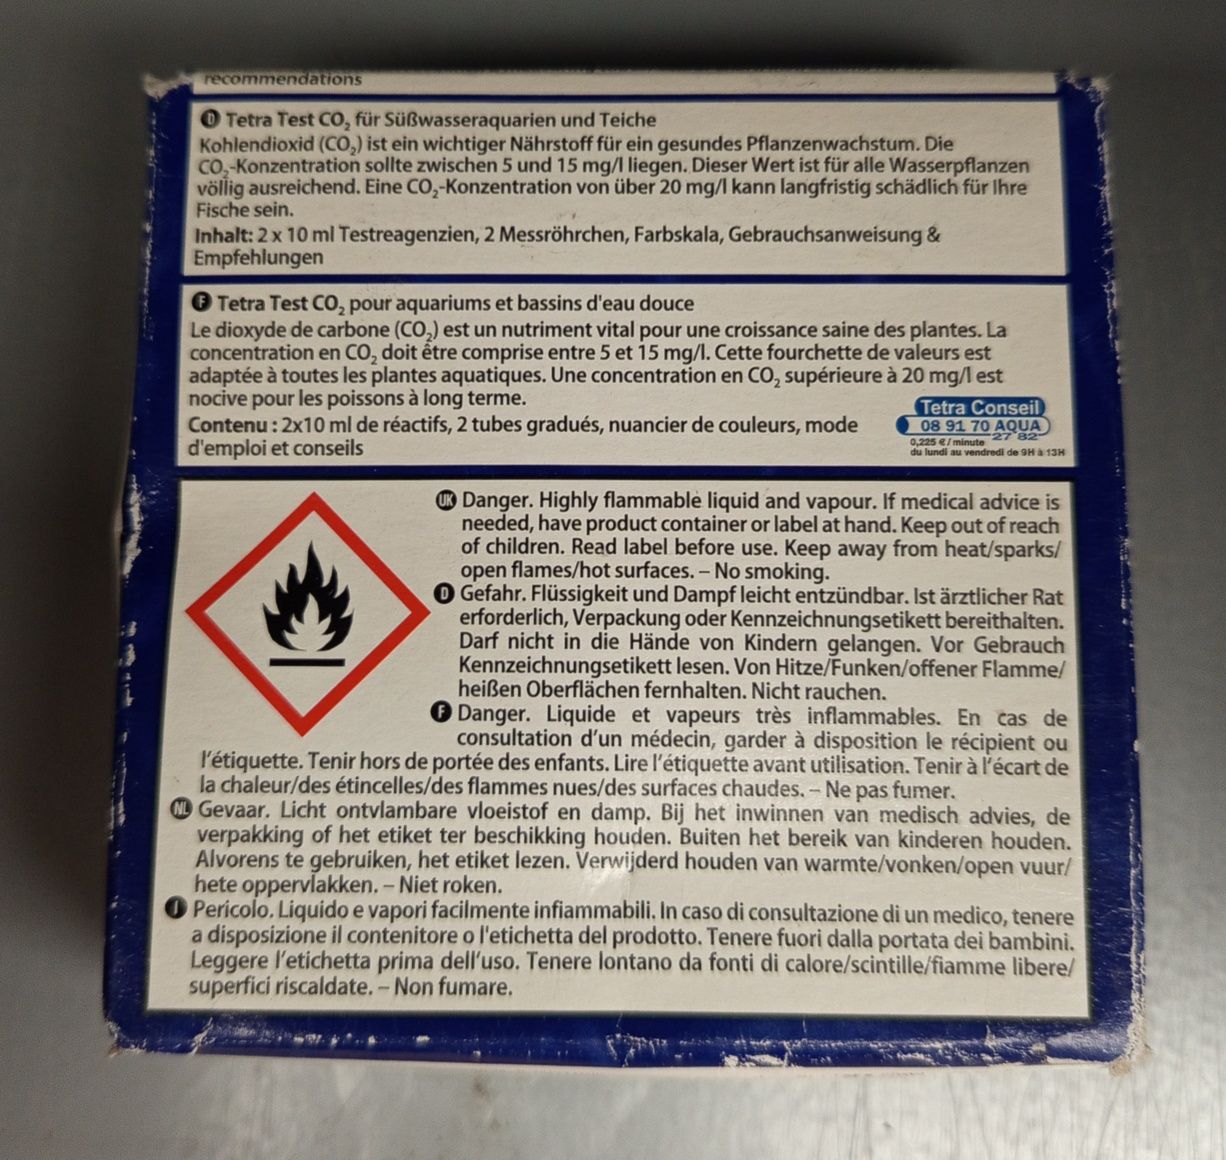 recommendations
D Tetra Test CO₂ für Süßwasseraquarien und Teiche
Kohlendioxid (CO₂) ist ein wichtiger Nährstoff für ein gesundes Pflanzenwachstum. Die
CO₂-Konzentration sollte zwischen 5 und 15 mg/l liegen. Dieser Wert ist für alle Wasserpflanzen
völlig ausreichend. Eine CO₂-Konzentration von über 20 mg/l kann langfristig schädlich für Ihre
Fische sein.
Inhalt: 2 x 10 ml Testreagenzien, 2 Messröhrchen, Farbskala, Gebrauchsanweisung &
Empfehlungen
F Tetra Test CO₂ pour aquariums et bassins d'eau douce
Le dioxyde de carbone (CO₂) est un nutriment vital pour une croissance saine des plantes. La
concentration en CO₂ doit être comprise entre 5 et 15 mg/l. Cette fourchette de valeurs est
adaptée à toutes les plantes aquatiques. Une concentration en CO₂ supérieure à 20 mg/l est
nocive pour les poissons à long terme.
Contenu : 2x10 ml de réactifs, 2 tubes gradués, nuancier de couleurs, mode
d'emploi et conseils
Tetra Conseil
08 91 70 AQUA
27 82
0,225 € / minute
du lundi au vendredi de 9H à 13H
UK Danger. Highly flammable liquid and vapour. If medical advice is
needed, have product container or label at hand. Keep out of reach
of children. Read label before use. Keep away from heat/sparks/
open flames/hot surfaces. – No smoking.
D Gefahr. Flüssigkeit und Dampf leicht entzündbar. Ist ärztlicher Rat
erforderlich, Verpackung oder Kennzeichnungsetikett bereithalten.
Darf nicht in die Hände von Kindern gelangen. Vor Gebrauch
Kennzeichnungsetikett lesen. Von Hitze/Funken/offener Flamme/
heißen Oberflächen fernhalten. Nicht rauchen.
F Danger. Liquide et vapeurs très inflammables. En cas de
consultation d’un médecin, garder à disposition le récipient ou
l’étiquette. Tenir hors de portée des enfants. Lire l’étiquette avant utilisation. Tenir à l’écart de
la chaleur/des étincelles/des flammes nues/des surfaces chaudes. – Ne pas fumer.
NL Gevaar. Licht ontvlambare vloeistof en damp. Bij het inwinnen van medisch advies, de
verpakking of het etiket ter beschikking houden. Buiten het bereik van kinderen houden.
Alvorens te gebruiken, het etiket lezen. Verwijderd houden van warmte/vonken/open vuur/
hete oppervlakken. – Niet roken.
I Pericolo. Liquido e vapori facilmente infiammabili. In caso di consultazione di un medico, tenere
a disposizione il contenitore o l'etichetta del prodotto. Tenere fuori dalla portata dei bambini.
Leggere l’etichetta prima dell’uso. Tenere lontano da fonti di calore/scintille/fiamme libere/
superfici riscaldate. – Non fumare.